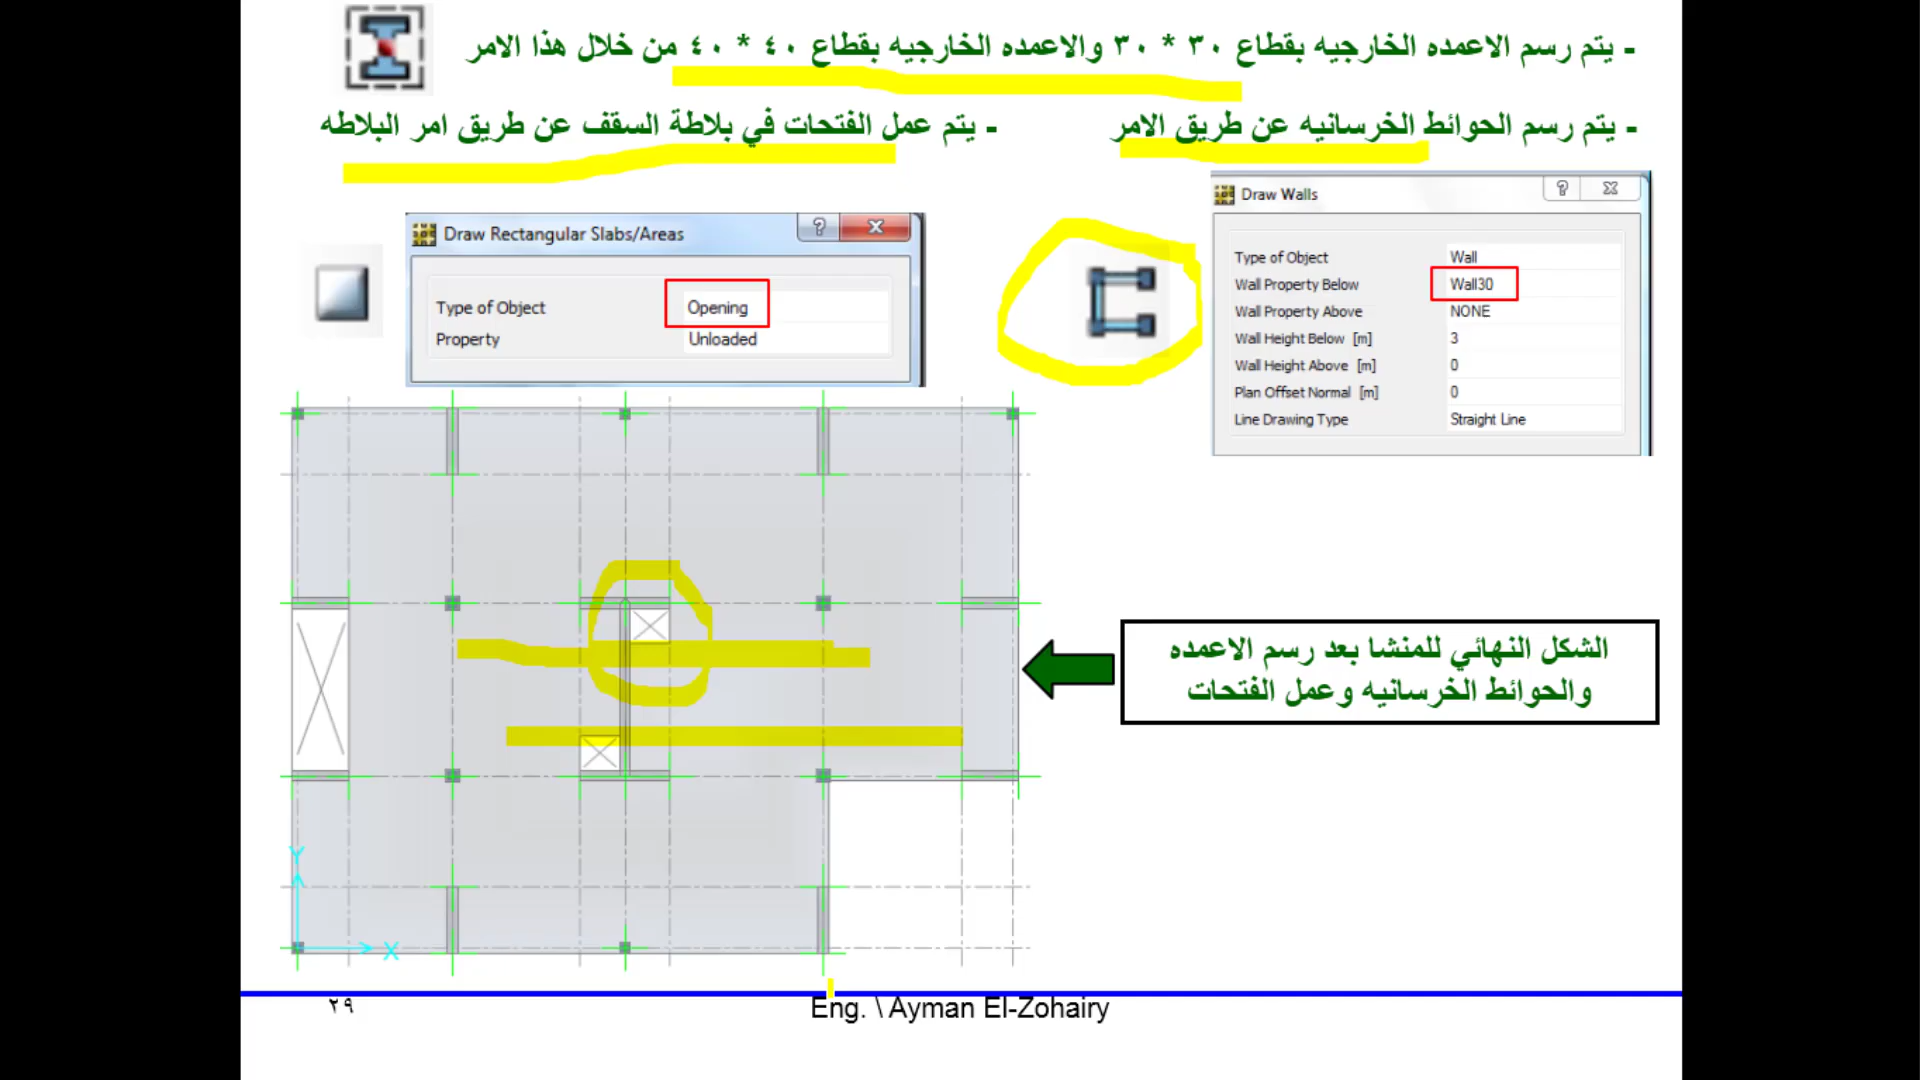 - يتم رسم الاعمده الخارجيه بقطاع ٣٠ * ٣٠ والاعمده الخارجيه بقطاع ٤٠ * ٤٠ من خلال هذا الامر
- يتم رسم الحوائط الخرسانيه عن طريق الامر
- يتم عمل الفتحات في بلاطة السقف عن طريق امر البلاطه
Draw Walls
Type of Object Wall
Wall Property Below Wall30
Wall Property Above NONE
Wall Height Below [m] 3
Wall Height Above [m] 0
Plan Offset Normal [m] 0
Line Drawing Type Straight Line
Draw Rectangular Slabs/Areas
Type of Object Opening
Property Unloaded
الشكل النهائي للمنشا بعد رسم الاعمده
والحوائط الخرسانيه وعمل الفتحات
Y
X
٢٩
Eng. \ Ayman El-Zohairy